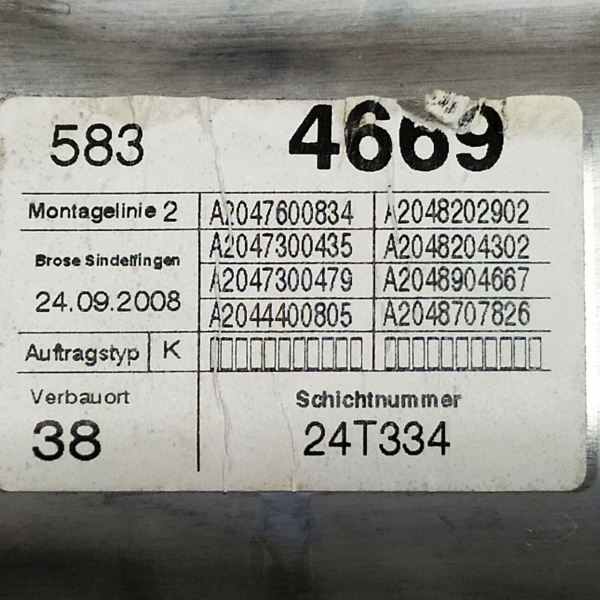 583 4669
Montagelinie 2
Brose Sindelfingen
24.09.2008
A2047600834 A2048202902
A2047300435 A2048204302
A2047300479 A2048904667
A2044400805 A2048707826
Auftragstyp K
Verbauort
38
Schichtnummer
24T334